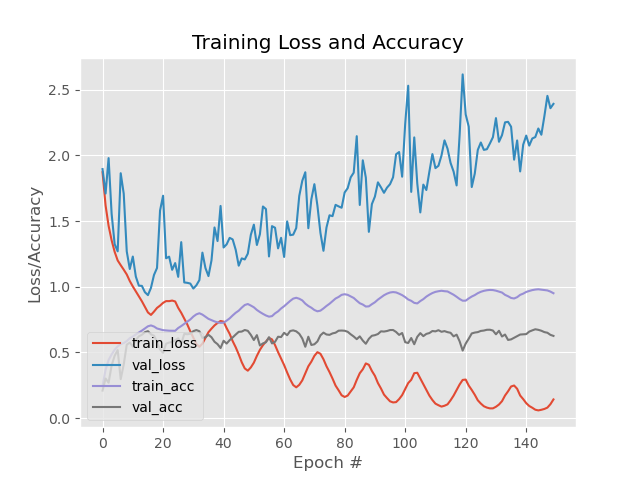 Training Loss and Accuracy
Loss/Accuracy
2.5
2.0
1.5
1.0
0.5
0.0
train_loss
val_loss
train_acc
val_acc
0 20 40 60 80 100 120 140
Epoch #